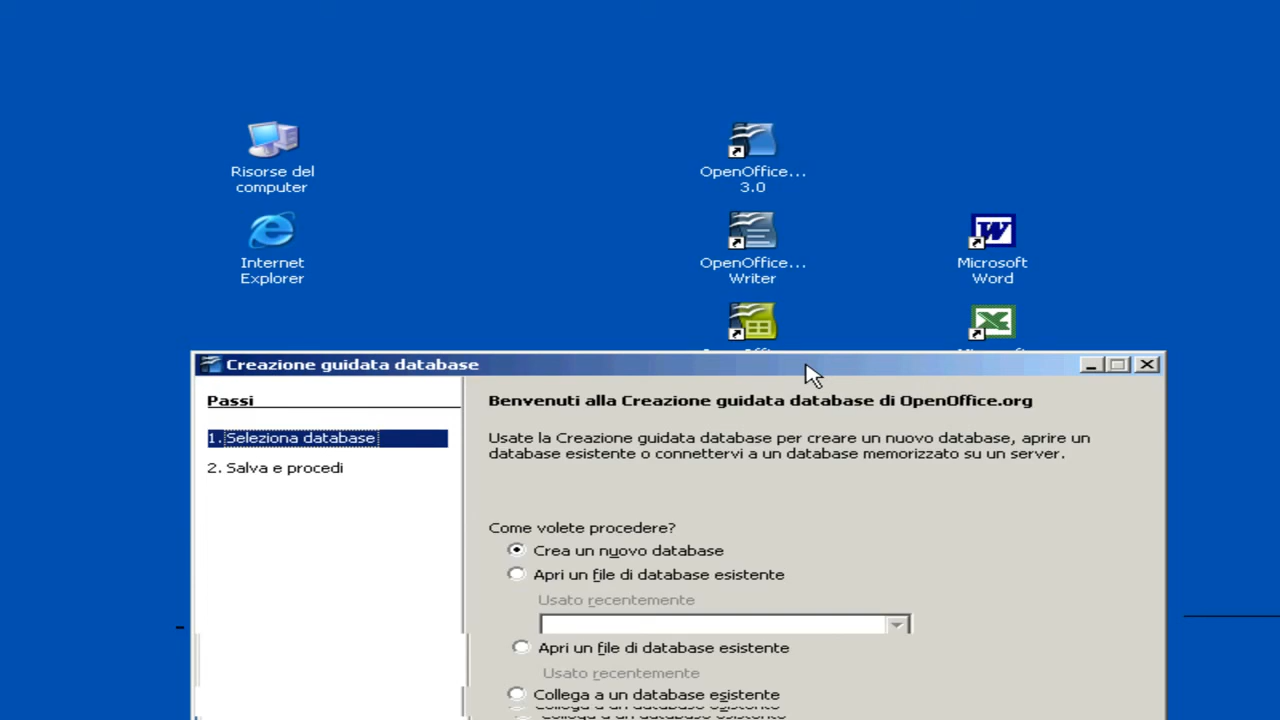 Risorse del
computer
OpenOffice...
3.0
Internet
Explorer
OpenOffice...
Writer
Microsoft
Word
Creazione guidata database
Passi
1. Seleziona database
2. Salva e procedi
Benvenuti alla Creazione guidata database di OpenOffice.org
Usate la Creazione guidata database per creare un nuovo database, aprire un
database esistente o connettervi a un database memorizzato su un server.
Come volete procedere?
Crea un nuovo database
Apri un file di database esistente
Usato recentemente
Apri un file di database esistente
Usato recentemente
Collega a un database esistente